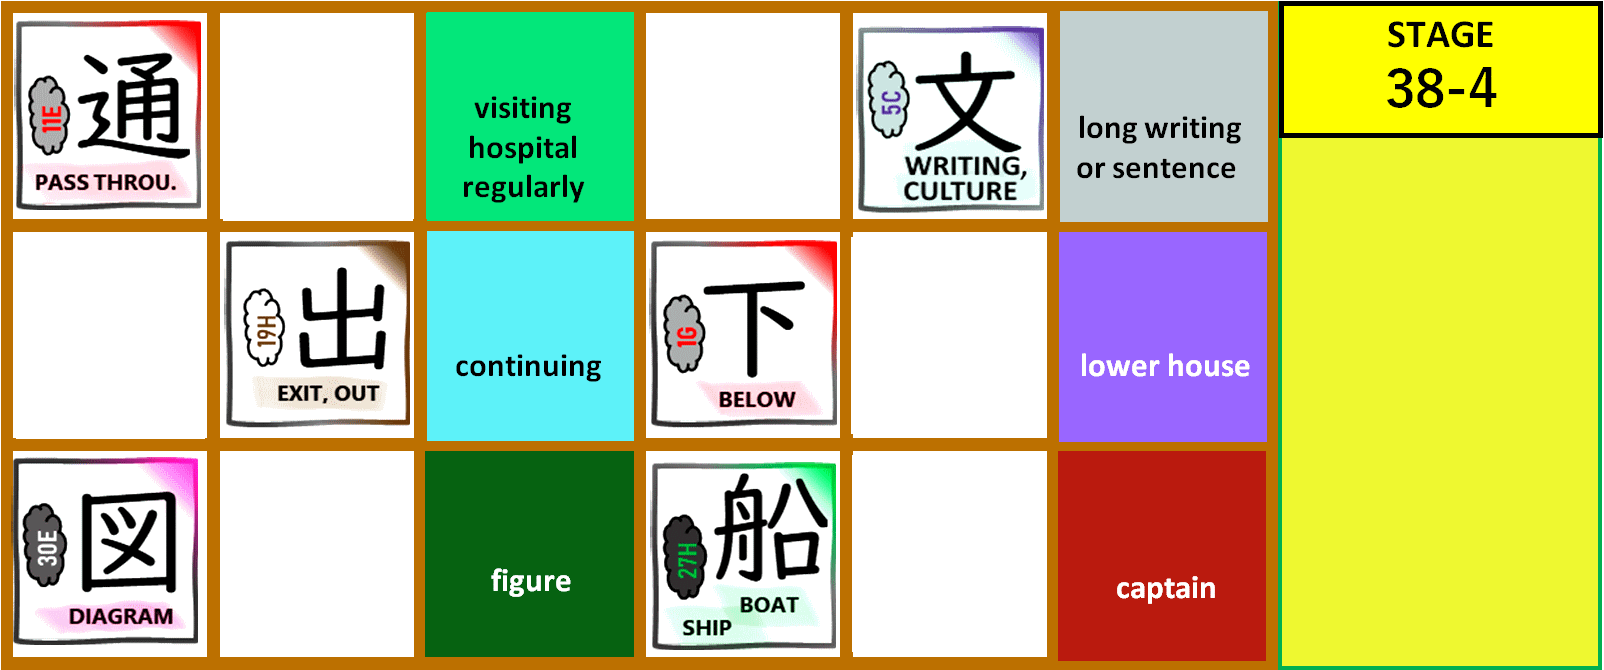 通
11E
PASS THROU.
visiting
hospital
regularly
文
5C
WRITING,
CULTURE
long writing
or sentence
STAGE
38-4
出
19H
EXIT, OUT
continuing
下
1G
BELOW
lower house
図
30E
DIAGRAM
figure
船
27H
BOAT
SHIP
captain